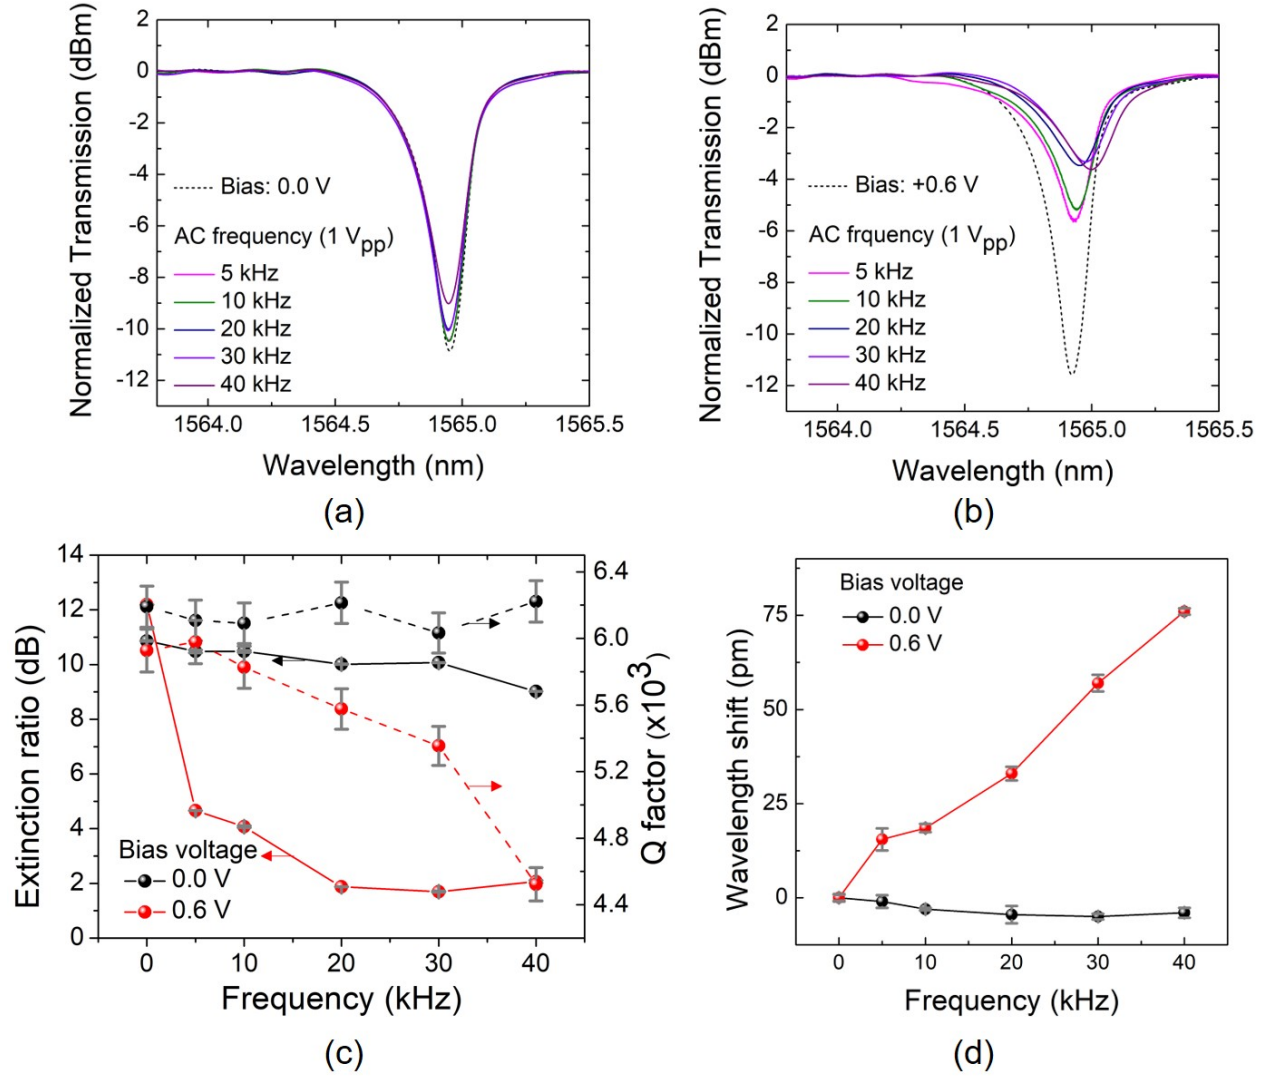 2
0
-2
-4
-6
-8
-10
-12
Normalized Transmission (dBm)
Bias: 0.0 V
AC frequency (1 Vpp)
5 kHz
10 kHz
20 kHz
30 kHz
40 kHz
1564.0 1564.5 1565.0 1565.5
Wavelength (nm)
(a)
2
0
-2
-4
-6
-8
-10
-12
Normalized Transmission (dBm)
Bias: +0.6 V
AC frquency (1 Vpp)
5 kHz
10 kHz
20 kHz
30 kHz
40 kHz
1564.0 1564.5 1565.0 1565.5
Wavelength (nm)
(b)
14
12
10
8
6
4
2
0
Extinction ratio (dB)
6.4
6.0
5.6
5.2
4.8
4.4
Q factor (x10³)
Bias voltage
0.0 V
0.6 V
0 10 20 30 40
Frequency (kHz)
(c)
75
50
25
0
Wavelength shift (pm)
Bias voltage
0.0 V
0.6 V
0 10 20 30 40
Frequency (kHz)
(d)